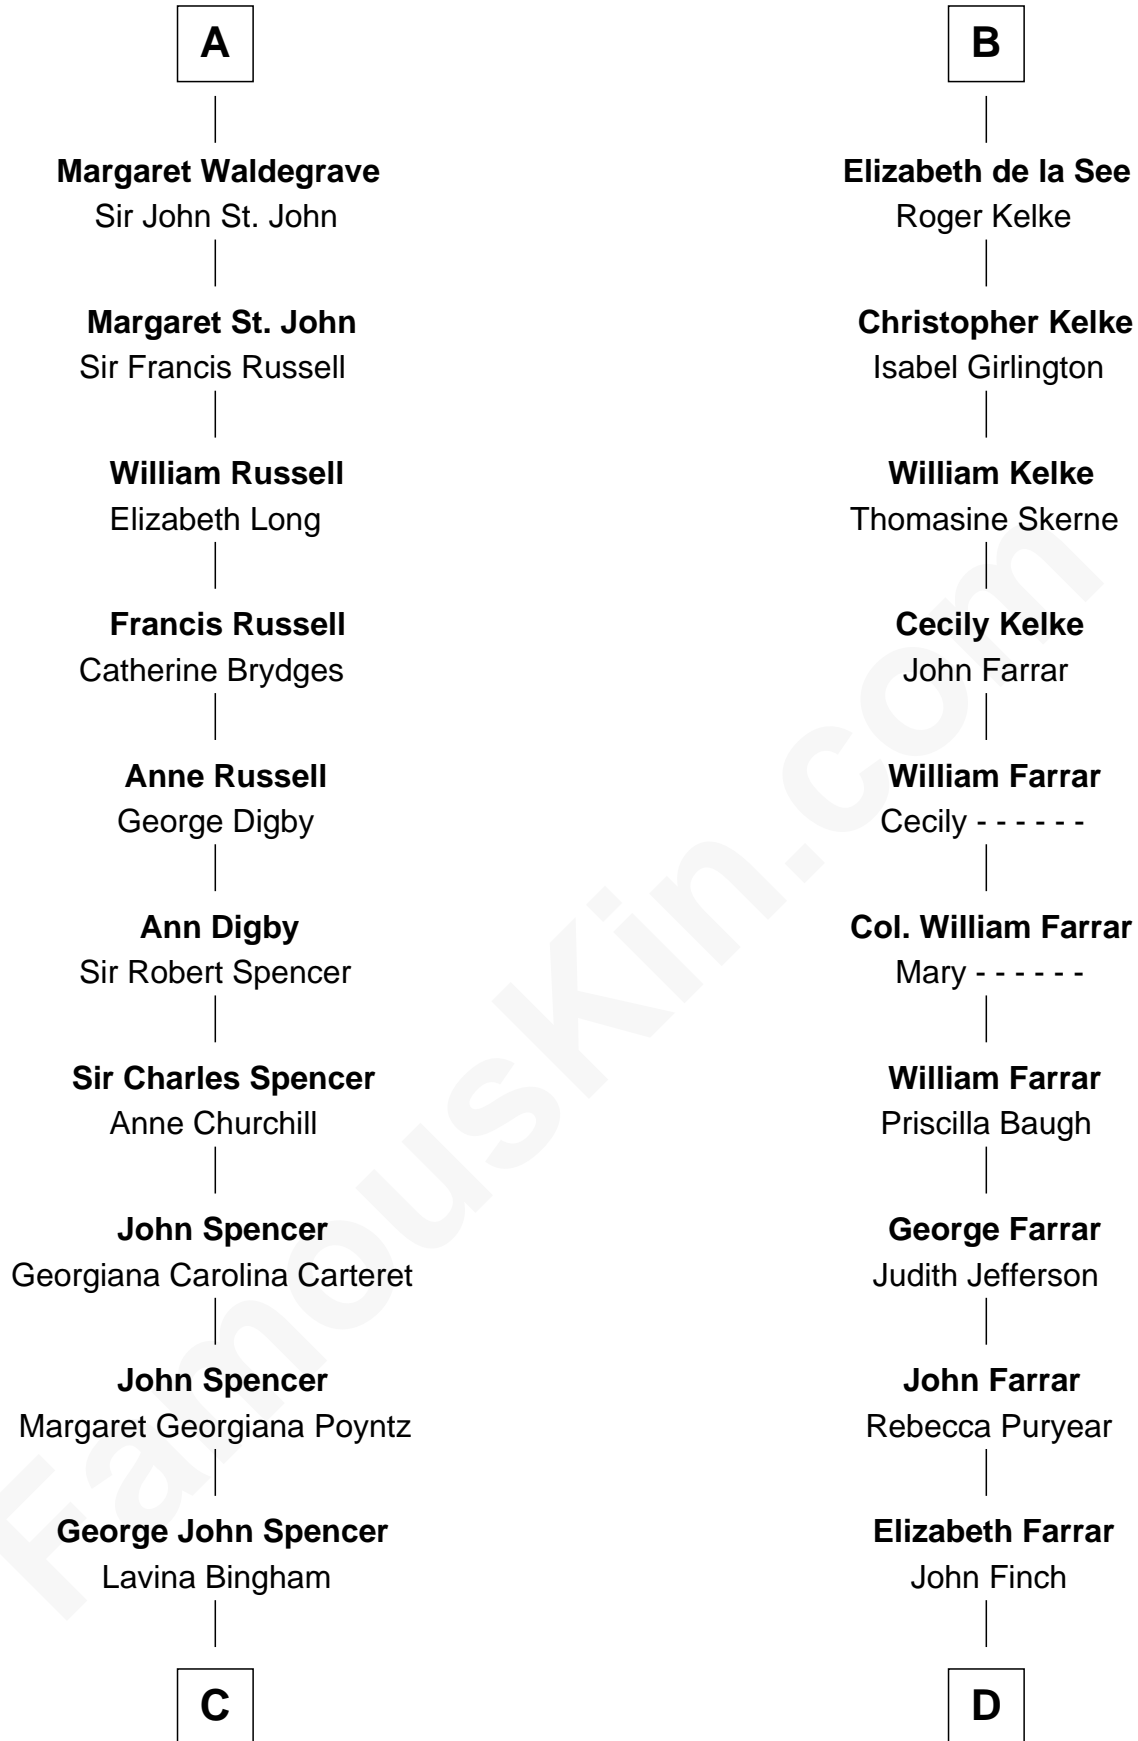 A
Margaret Waldegrave
Sir John St. John
Margaret St. John
Sir Francis Russell
William Russell
Elizabeth Long
Francis Russell
Catherine Brydges
Anne Russell
George Digby
Ann Digby
Sir Robert Spencer
Sir Charles Spencer
Anne Churchill
John Spencer
Georgiana Carolina Carteret
John Spencer
Margaret Georgiana Poyntz
George John Spencer
Lavina Bingham
C
B
Elizabeth de la See
Roger Kelke
Christopher Kelke
Isabel Girlington
William Kelke
Thomasine Skerne
Cecily Kelke
John Farrar
William Farrar
Cecily - - - - - -
Col. William Farrar
Mary - - - - - -
William Farrar
Priscilla Baugh
George Farrar
Judith Jefferson
John Farrar
Rebecca Puryear
Elizabeth Farrar
John Finch
D
FamousKin.com